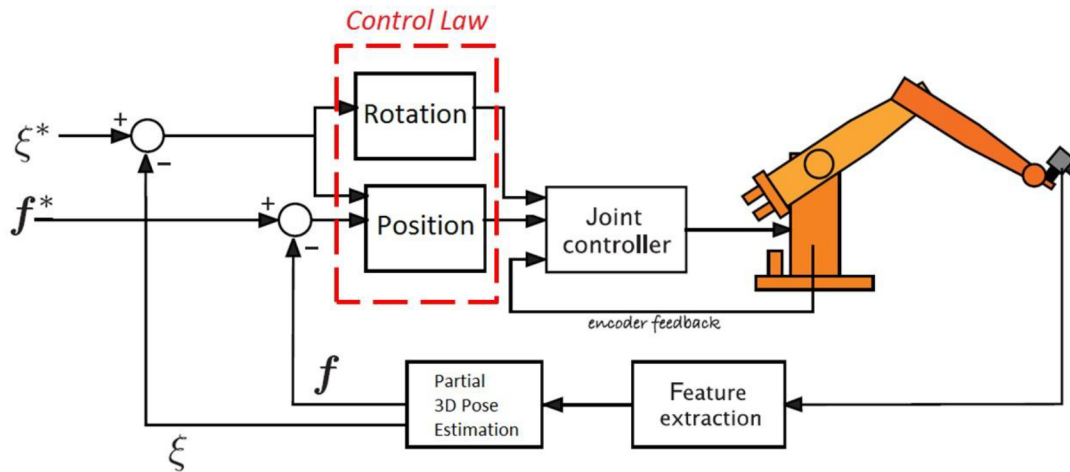 Control Law
Rotation
ξ*
+
−
f*
+
−
Position
Joint
controller
encoder feedback
f
Partial
3D Pose
Estimation
Feature
extraction
ξ